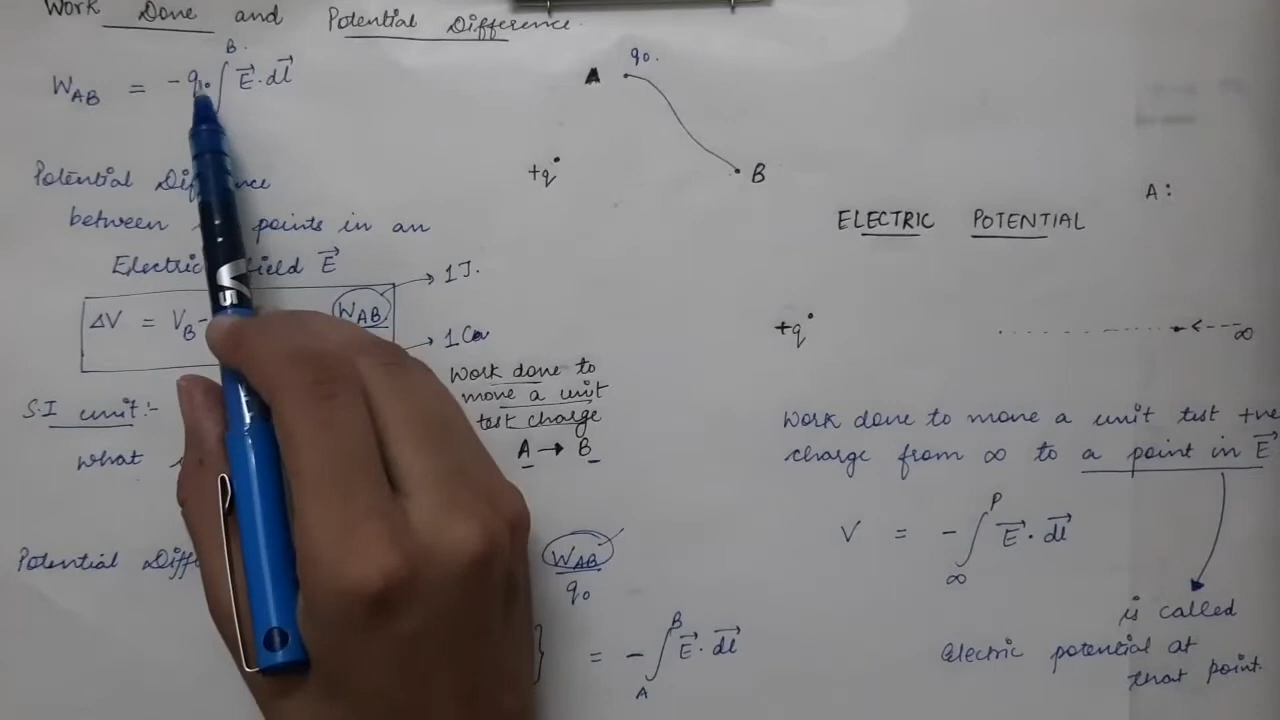 Work Done and Potential Difference.
W_AB = - q₀ ∫ B E⃗ . dl⃗
Potential
between points in an
Electric E⃗
ΔV = V_B - W_AB
→ 1 J.
→ 1
S.I unit:-
what
Work done to
move a unit
test charge
A → B
Potential
W_AB
q₀
} = - ∫ A B E⃗ . dl⃗
A q₀.
B
+q
A :
ELECTRIC POTENTIAL
+q
<--- ∞
Work done to move a unit test +ve
charge from ∞ to a point in E⃗
V = - ∫ ∞ P E⃗ . dl⃗
is called
electric potential at
that point.
V5